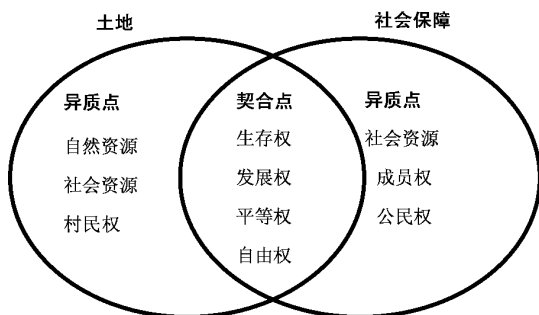 土地
社会保障
异质点
自然资源
社会资源
村民权
契合点
生存权
发展权
平等权
自由权
异质点
社会资源
成员权
公民权